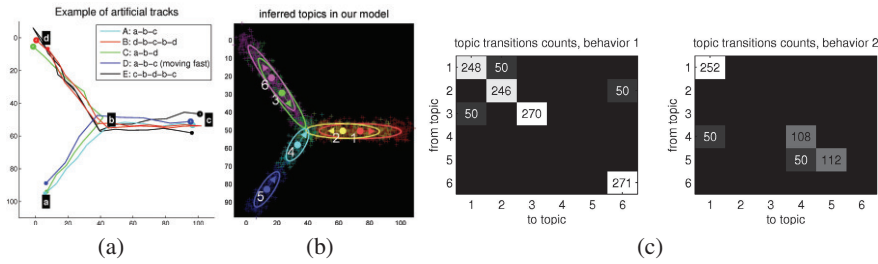 Example of artificial tracks
d
A: a-b-c
B: d-b-c-b-d
C: a-b-d
D: a-b-c (moving fast)
E: c-b-d-b-c
b
c
a
0
20
40
60
80
100
0 20 40 60 80 100
(a)
inferred topics in our model
6
3
2 1
4
5
0
10
20
30
40
50
60
70
80
90
0 20 40 60 80 100
(b)
topic transitions counts, behavior 1
from topic
1 248 50
2 246 50
3 50 270
4
5
6 271
1 2 3 4 5 6
to topic
topic transitions counts, behavior 2
from topic
1 252
2
3
4 50 108
5 50 112
6
1 2 3 4 5 6
to topic
(c)